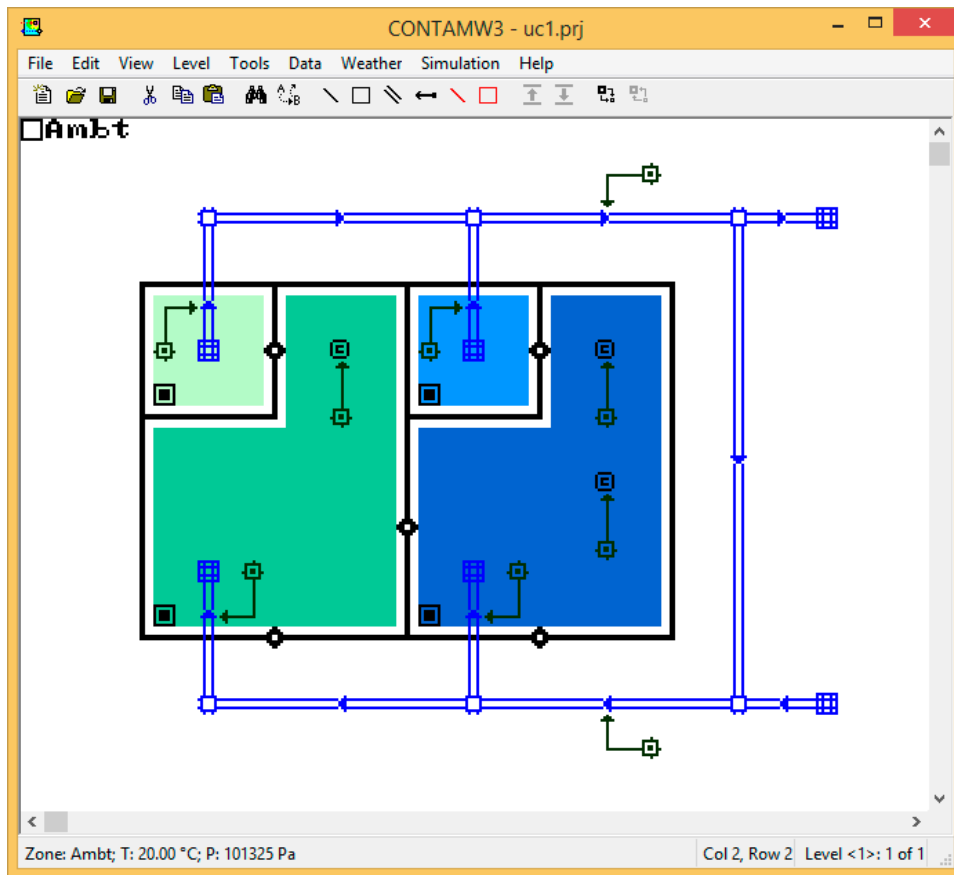 CONTAMW3 - uc1.prj
File Edit View Level Tools Data Weather Simulation Help
Ambt
Zone: Ambt; T: 20.00 °C; P: 101325 Pa Col 2, Row 2 Level <1>: 1 of 1